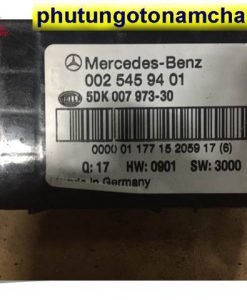 phutungotonamcha
Mercedes-Benz
002 545 94 01
HELLA 5DK 007 973-30
0000 01 177 15 2059 17 (6)
Q: 17 HW: 0901 SW: 3000
in Germany